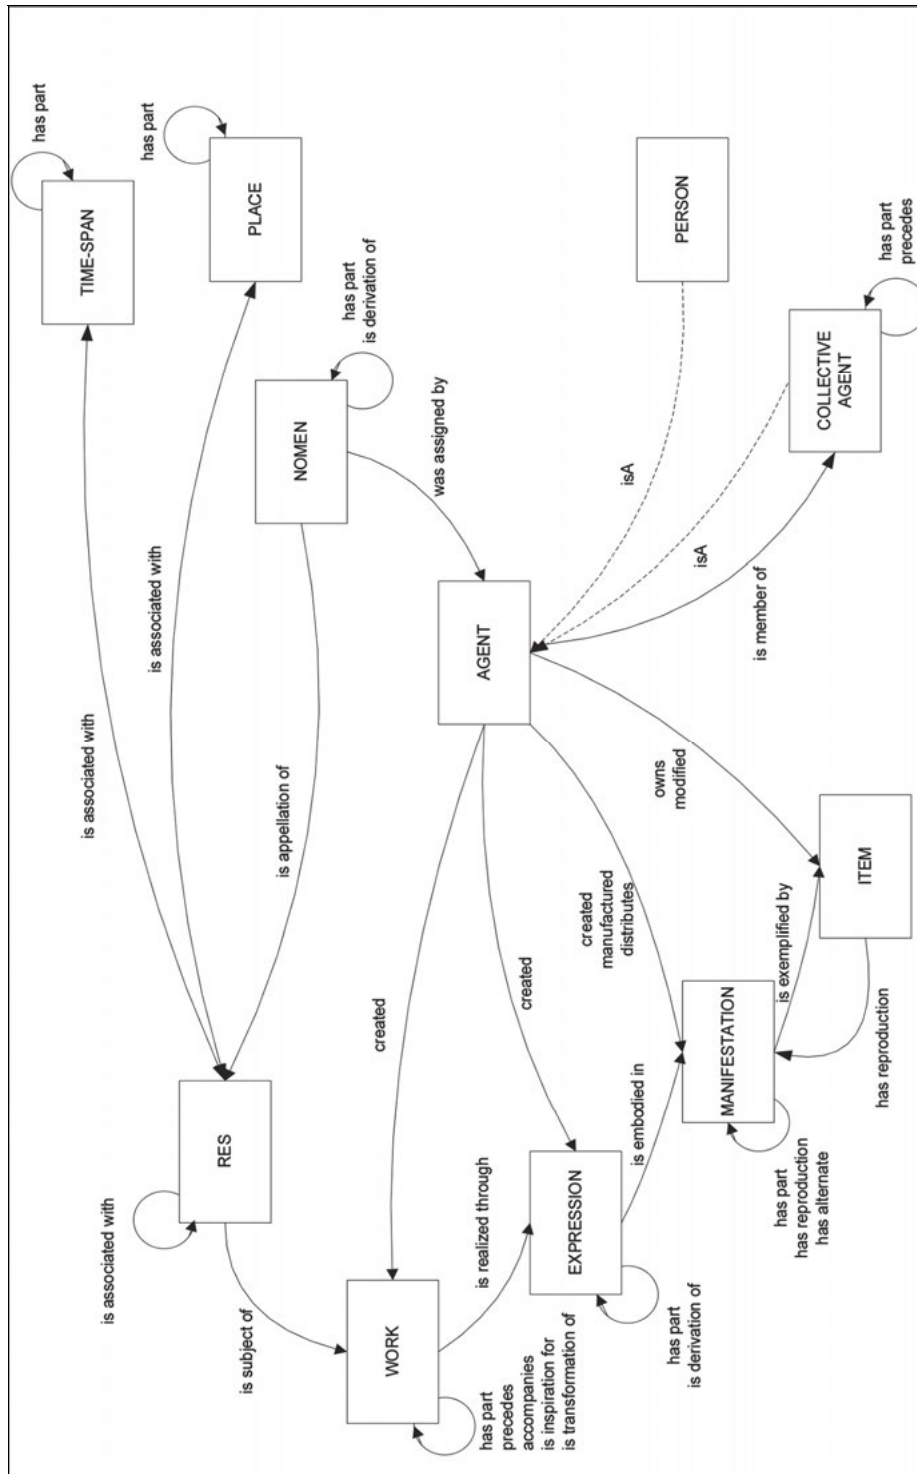 is associated with
RES
is subject of
WORK
has part
precedes
accompanies
is inspiration for
is transformation of
is realized through
EXPRESSION
has part
is derivation of
is embodied in
MANIFESTATION
has part
has reproduction
has alternate
is exemplified by
ITEM
has reproduction
created
created
created
manufactured
distributes
owns
modified
AGENT
is associated with
is associated with
is appellation of
was assigned by
NOMEN
has part
is derivation of
TIME-SPAN
has part
PLACE
has part
isA
isA
is member of
PERSON
COLLECTIVE
AGENT
has part
precedes